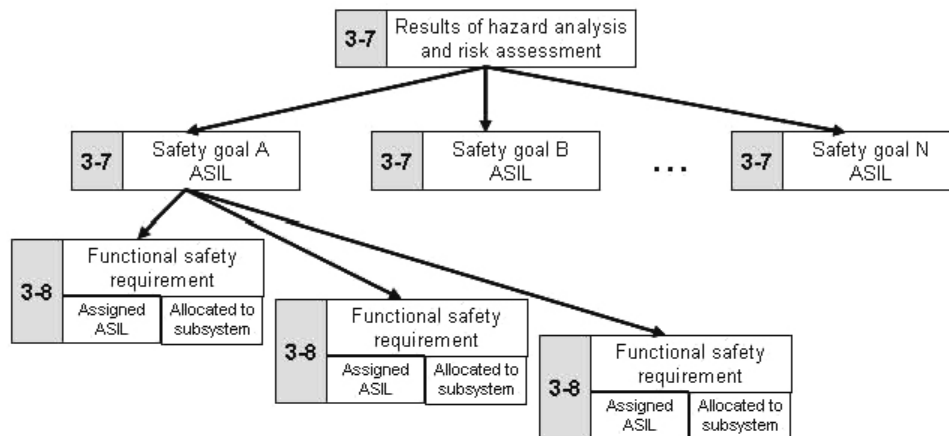 3-7
Results of hazard analysis
and risk assessment
3-7
Safety goal A
ASIL
3-7
Safety goal B
ASIL
...
3-7
Safety goal N
ASIL
3-8
Functional safety
requirement
Assigned
ASIL
Allocated to
subsystem
3-8
Functional safety
requirement
Assigned
ASIL
Allocated to
subsystem
3-8
Functional safety
requirement
Assigned
ASIL
Allocated to
subsystem